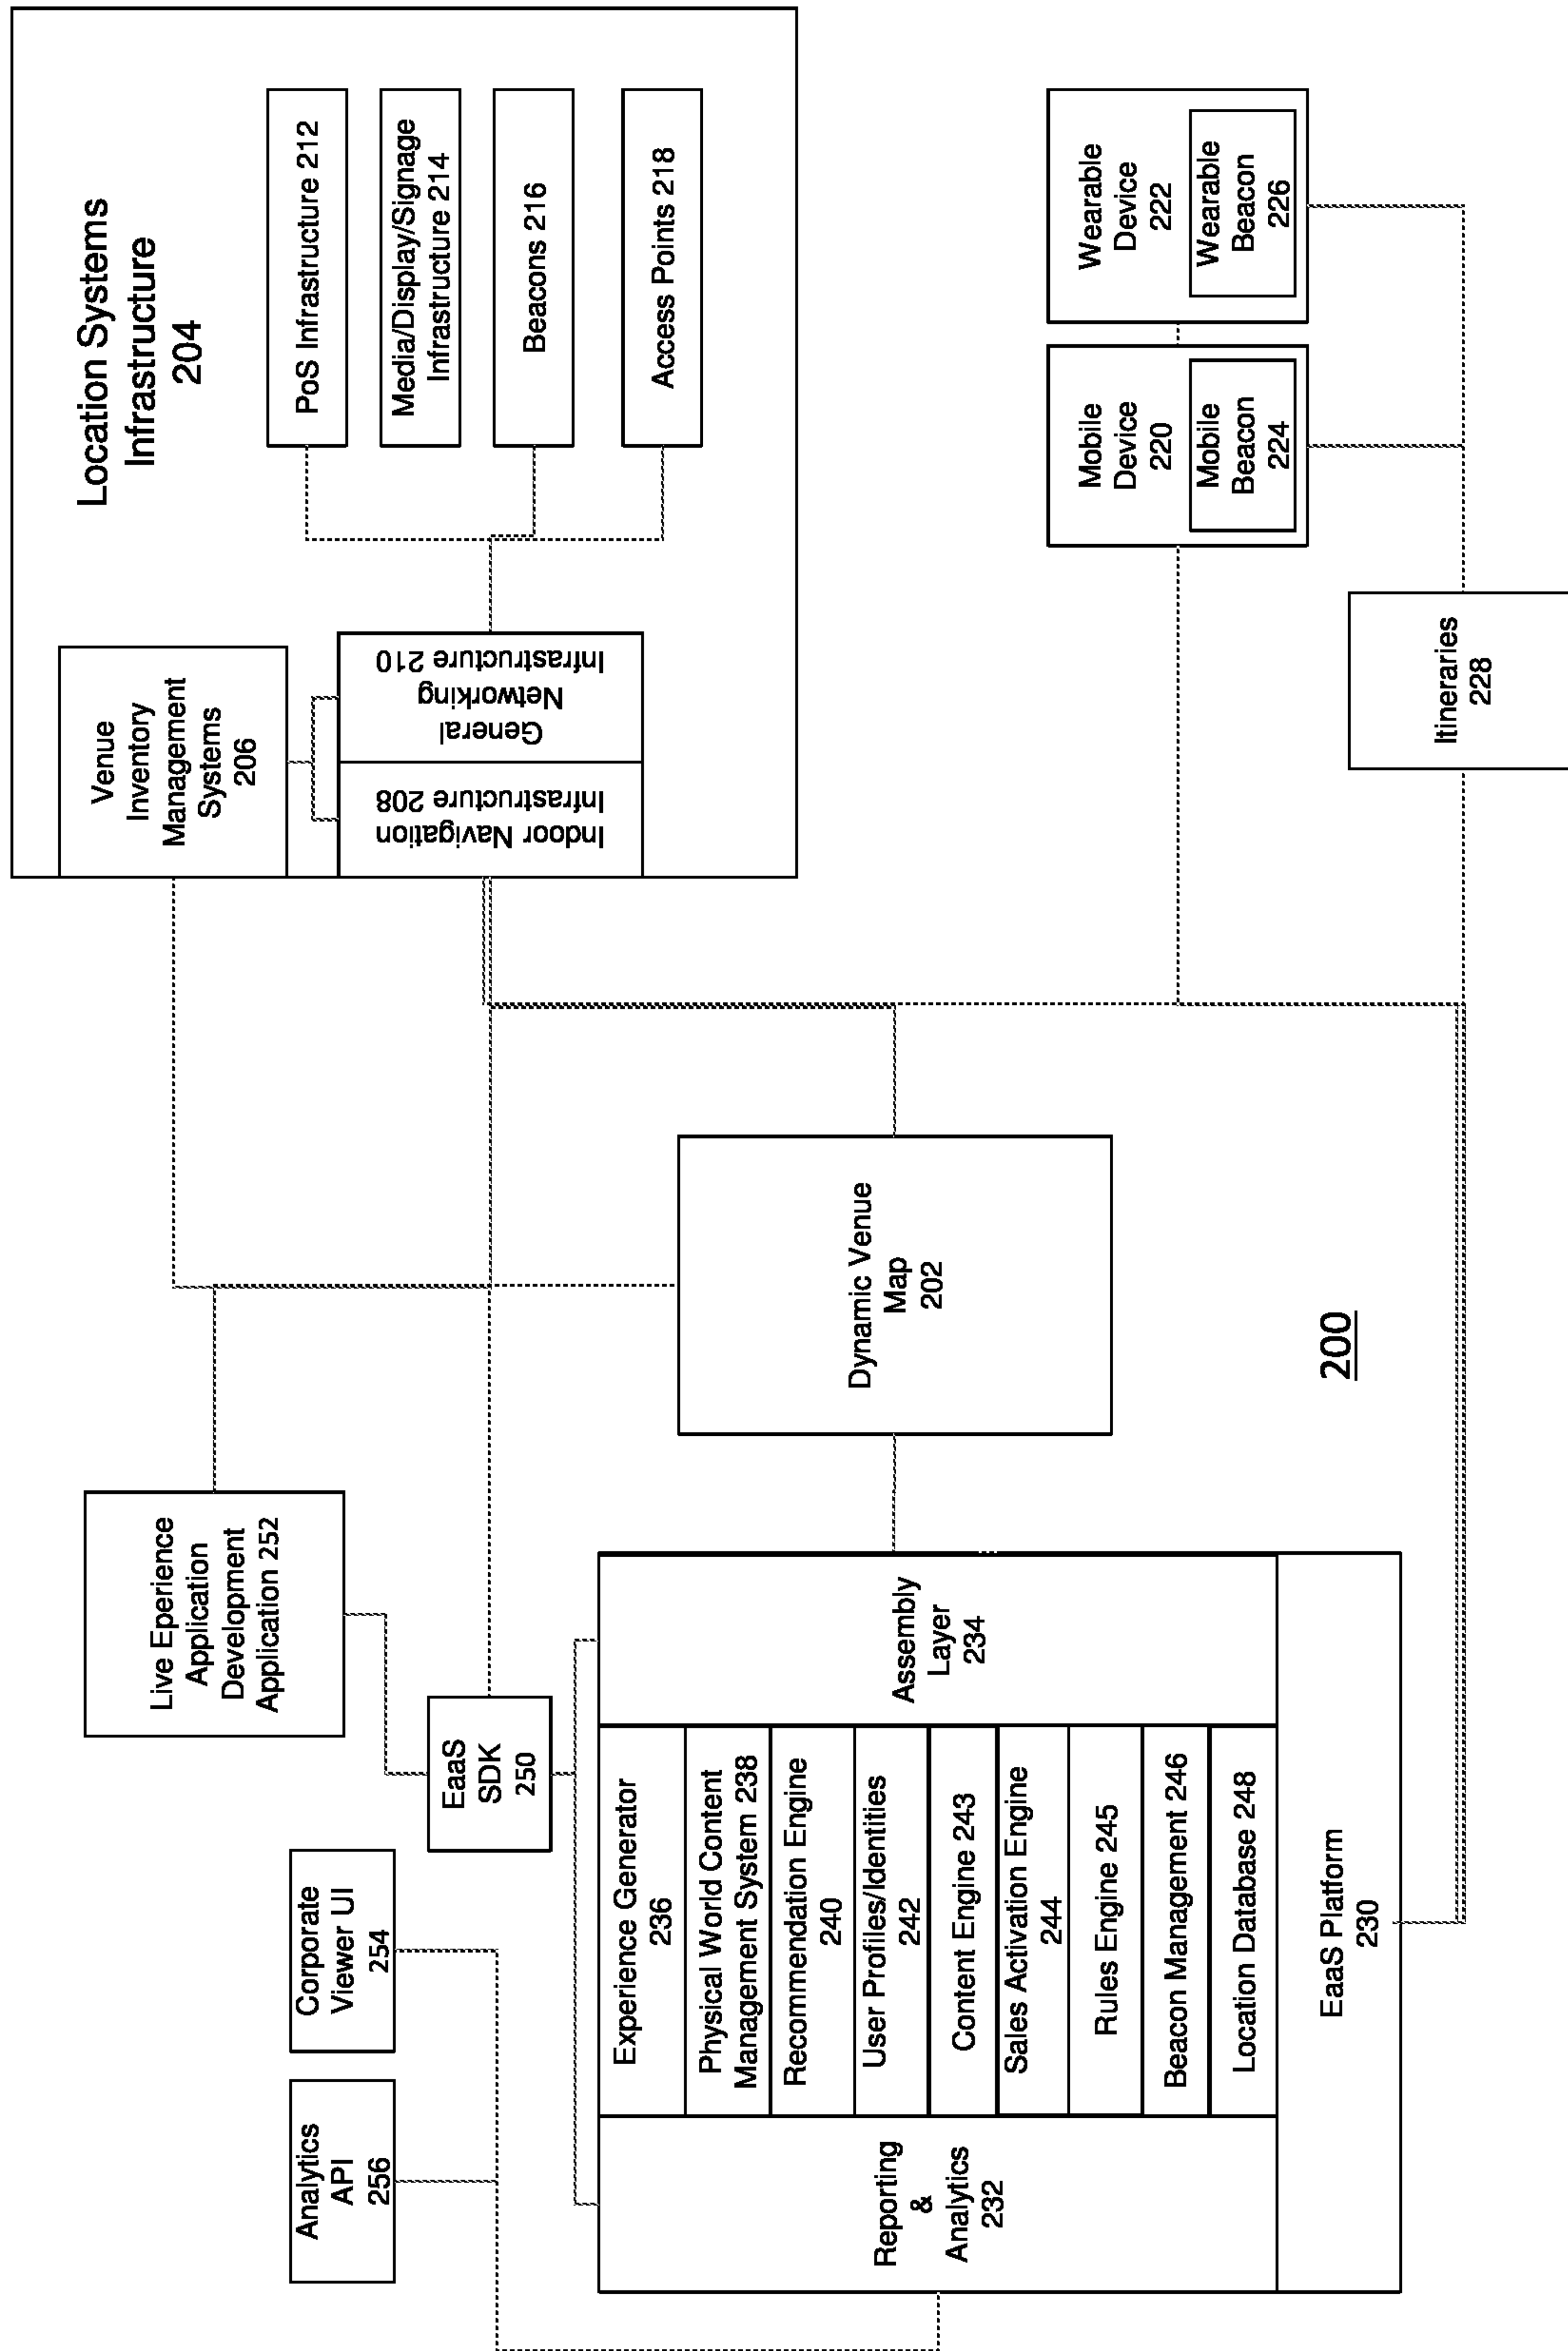 Location Systems
Infrastructure
204
Venue
Inventory
Management
Systems
206
Indoor Navigation
Infrastructure 208
General
Networking
Infrastructure 210
PoS Infrastructure 212
Media/Display/Signage
Infrastructure 214
Beacons 216
Access Points 218
Live Eperience
Application
Development
Application 252
Analytics
API
256
Corporate
Viewer UI
254
EaaS
SDK
250
Dynamic Venue
Map
202
Reporting
&
Analytics
232
Experience Generator
236
Physical World Content
Management System 238
Recommendation Engine
240
User Profiles/Identities
242
Content Engine 243
Sales Activation Engine
244
Rules Engine 245
Beacon Management 246
Location Database 248
Assembly
Layer
234
EaaS Platform
230
Mobile
Device
220
Mobile
Beacon
224
Wearable
Device
222
Wearable
Beacon
226
Itineraries
228
200